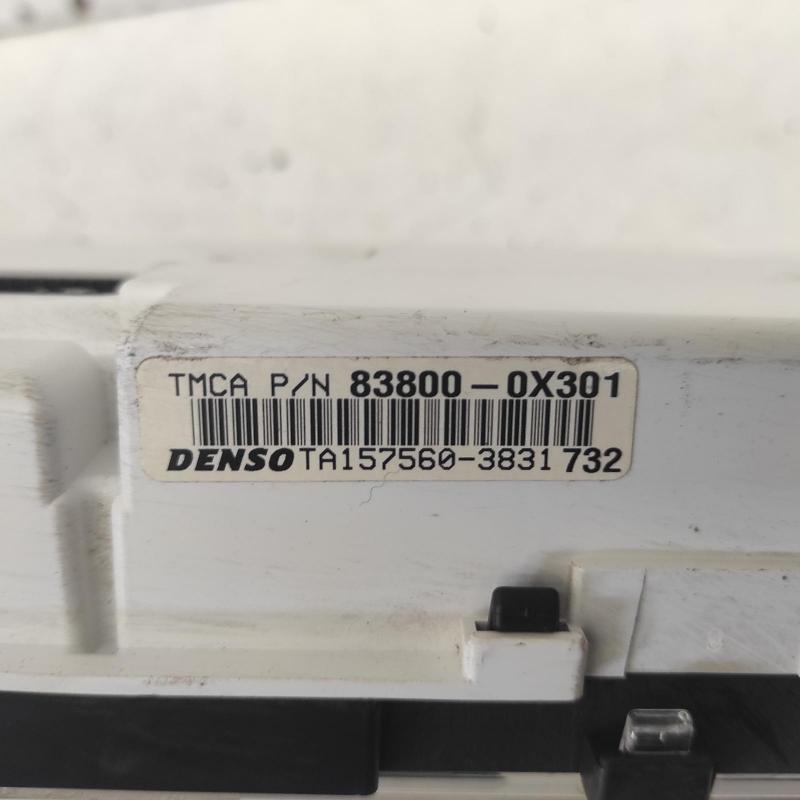 TMCA P/N 83800-0X301
DENSO TA157560-3831 732